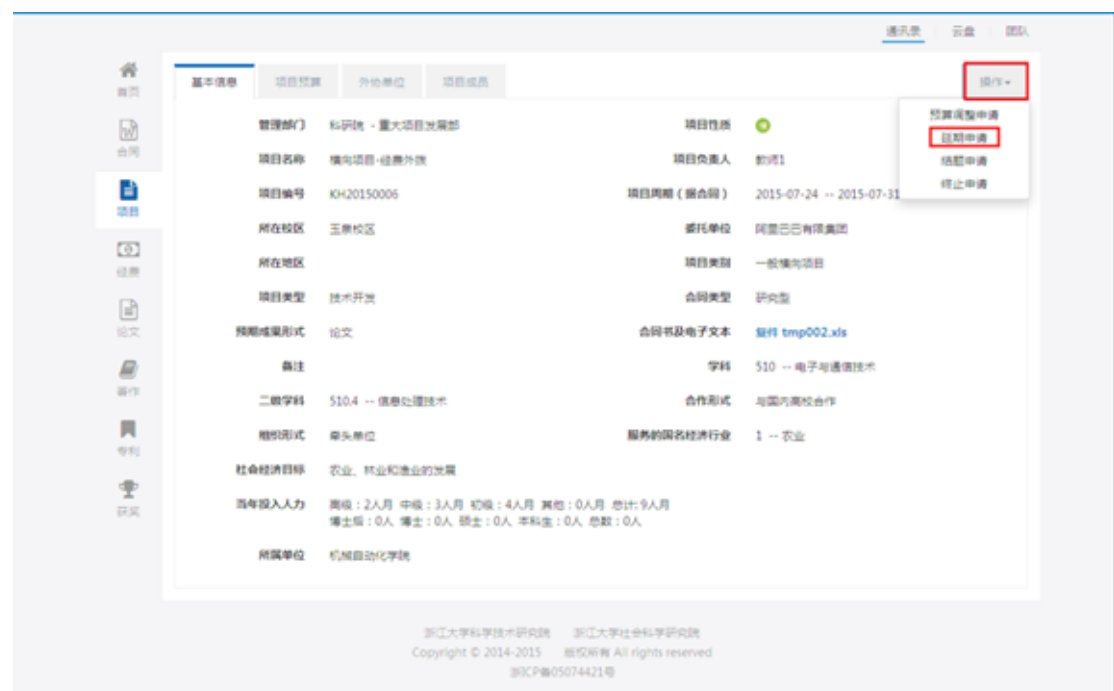 通讯录 云盘 团队
首页
合同
项目
经费
论文
著作
专利
获奖
基本信息 项目预算 外协单位 项目成员 操作
预算调整申请
延期申请
结题申请
终止申请
管理部门 科研院 - 重大项目发展部 项目性质
项目名称 横向项目-经费外拨 项目负责人 教师1
项目编号 KH20150006 项目周期(据合同) 2015-07-24 -- 2015-07-31
所在校区 玉泉校区 委托单位 阿里巴巴有限集团
所在地区 项目类别 一般横向项目
项目类型 技术开发 合同类型 研究型
预期成果形式 论文 合同书及电子文本 复件 tmp002.xls
备注 学科 510 -- 电子与通信技术
二级学科 510.4 -- 信息处理技术 合作形式 与国内高校合作
组织形式 牵头单位 服务的国名经济行业 1 -- 农业
社会经济目标 农业、林业和渔业的发展
当年投入人力 高级:2人月 中级:3人月 初级:4人月 其他:0人月 总计:9人月
博士后:0人 博士:0人 硕士:0人 本科生:0人 总数:0人
所属单位 机械自动化学院
浙江大学科学技术研究院 浙江大学社会科学研究院
Copyright © 2014-2015 版权所有 All rights reserved
浙ICP备05074421号